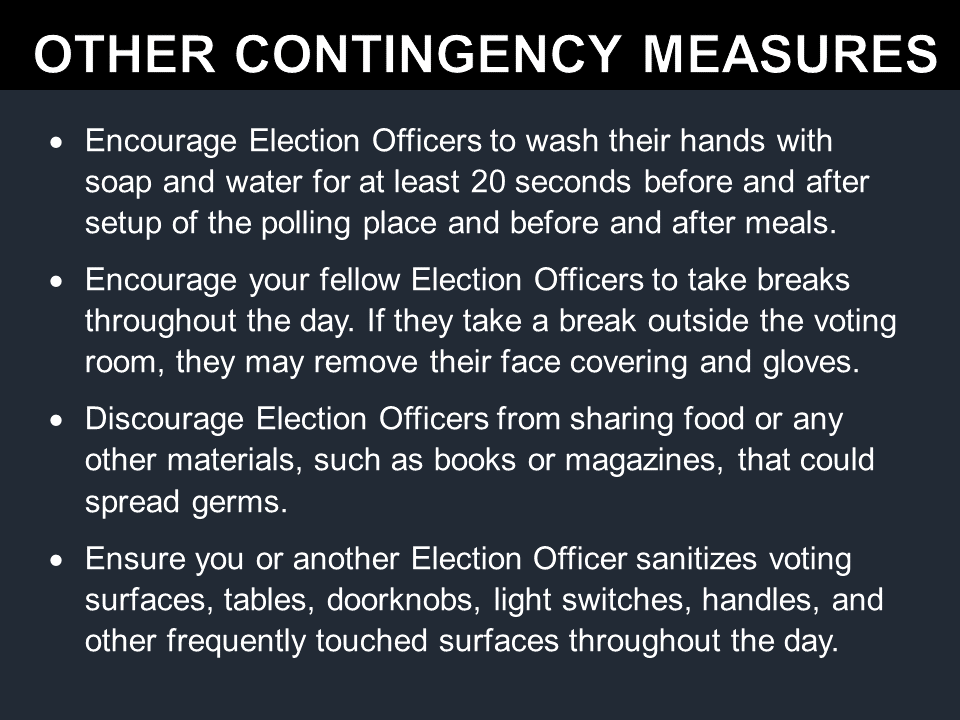 OTHER CONTINGENCY MEASURES
• Encourage Election Officers to wash their hands with
soap and water for at least 20 seconds before and after
setup of the polling place and before and after meals.
• Encourage your fellow Election Officers to take breaks
throughout the day. If they take a break outside the voting
room, they may remove their face covering and gloves.
• Discourage Election Officers from sharing food or any
other materials, such as books or magazines, that could
spread germs.
• Ensure you or another Election Officer sanitizes voting
surfaces, tables, doorknobs, light switches, handles, and
other frequently touched surfaces throughout the day.